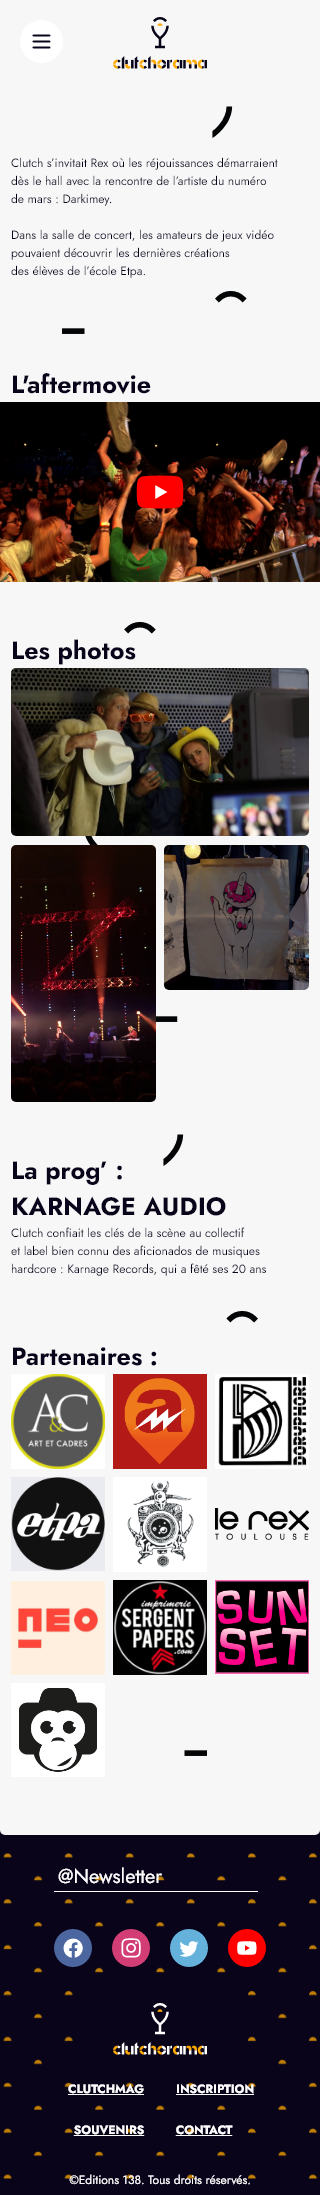 clutchorama
Clutch s’invitait Rex où les réjouissances démarraient
dès le hall avec la rencontre de l’artiste du numéro
de mars : Darkimey.
Dans la salle de concert, les amateurs de jeux vidéo
pouvaient découvrir les dernières créations
des élèves de l’école Etpa.
L'aftermovie
Les photos
La prog’ :
KARNAGE AUDIO
Clutch confiait les clés de la scène au collectif
et label bien connu des aficionados de musiques
hardcore : Karnage Records, qui a fêté ses 20 ans
Partenaires :
A&C
ART ET CADRES
a
DORYPHORE
etpa
le rex
TOULOUSE
NEO
imprimerie
SERGENT
PAPERS
.com
SUN
SET
@Newsletter
clutchorama
CLUTCHMAG
INSCRIPTION
SOUVENIRS
CONTACT
©Editions 138. Tous droits réservés.